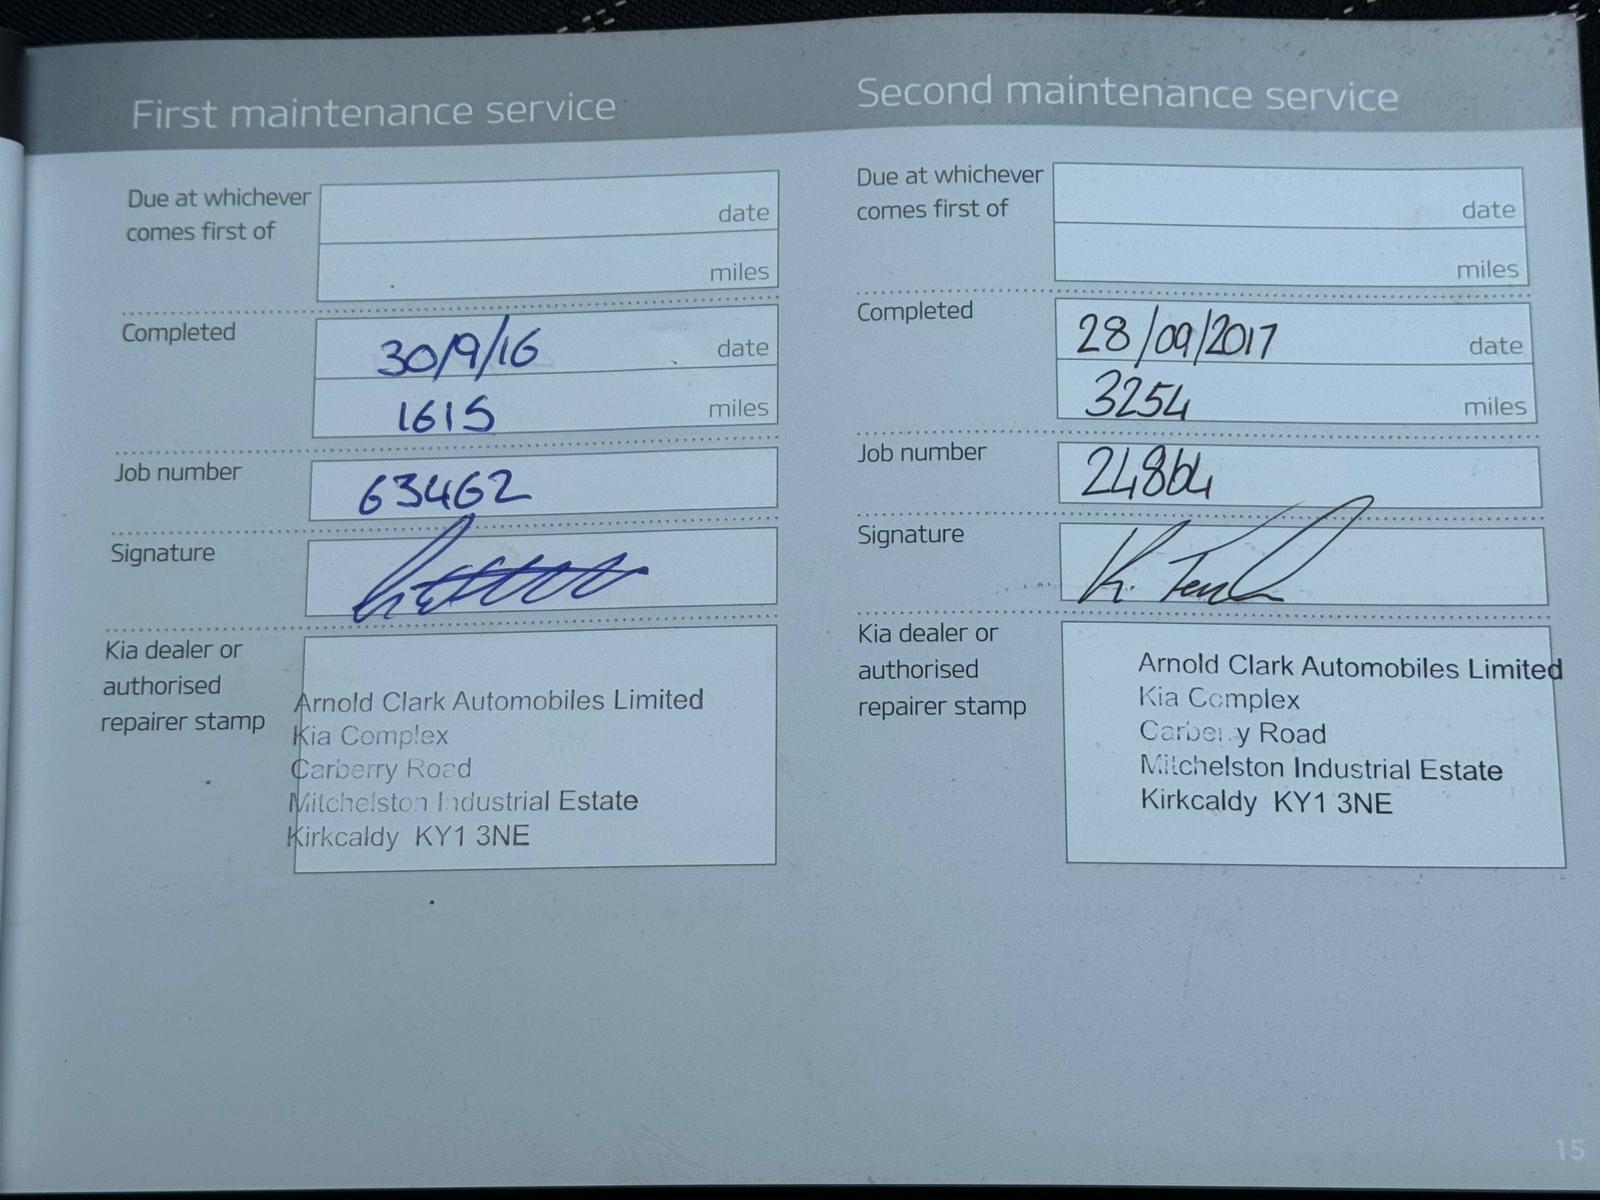 First maintenance service
Due at whichever
comes first of
date
miles
Completed
30/9/16 date
1615 miles
Job number
63462
Signature
Kia dealer or
authorised
repairer stamp
Arnold Clark Automobiles Limited
Kia Complex
Carberry Road
Mitchelston Industrial Estate
Kirkcaldy KY1 3NE
Second maintenance service
Due at whichever
comes first of
date
miles
Completed
28/09/2017 date
3254 miles
Job number
24864
Signature
K.
Kia dealer or
authorised
repairer stamp
Arnold Clark Automobiles Limited
Kia Complex
Carberry Road
Mitchelston Industrial Estate
Kirkcaldy KY1 3NE
15